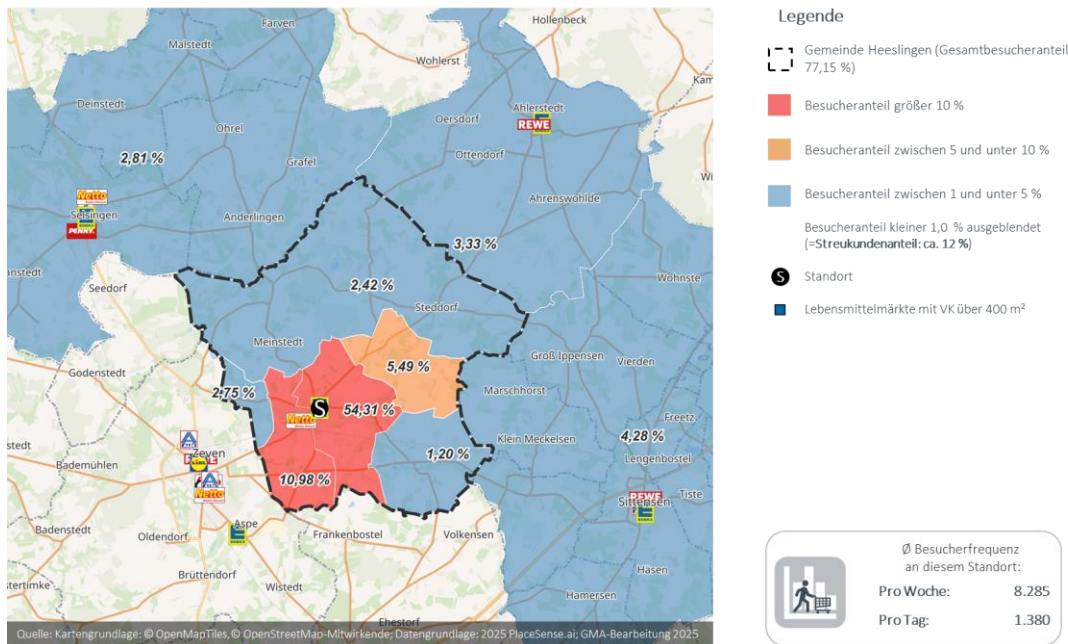 Farven
Hollenbeck
Malstedt
Wohlerst
Kam
Deinstedt
Ahlerstedt
Oersdorf
REWE
Ohrel
Ottendorf
2,81 %
Grafel
Netto
Ahrenswohlde
Selsingen
PENNY
Anderlingen
anstedt
3,33 %
Wohnste
Seedorf
2,42 %
Steddorf
Meinstedt
Groß Ippensen
Vierden
Godenstedt
5,49 %
2,75 %
Marschhorst
S
54,31 %
Netto
Freetz
stedt
Klein Meckelsen
4,28 %
Zeven
1,20 %
Lengenbostel
Bademühlen
LIDL
10,98 %
REWE
Tiste
Netto
Sittensen
Badenstedt
Aspe
Oldendorf
Frankenbostel
Volkensen
Hasen
Brüttendorf
stertimke
Wistedt
Hamersen
Ehestorf
Quelle: Kartengrundlage: © OpenMapTiles, © OpenStreetMap-Mitwirkende; Datengrundlage: 2025 PlaceSense.ai; GMA-Bearbeitung 2025
Legende
Gemeinde Heeslingen (Gesamtbesucheranteil
77,15 %)
Besucheranteil größer 10 %
Besucheranteil zwischen 5 und unter 10 %
Besucheranteil zwischen 1 und unter 5 %
Besucheranteil kleiner 1,0 % ausgeblendet
(=Streukundenanteil: ca. 12 %)
S Standort
Lebensmittelmärkte mit VK über 400 m²
Ø Besucherfrequenz
an diesem Standort:
Pro Woche: 8.285
Pro Tag: 1.380